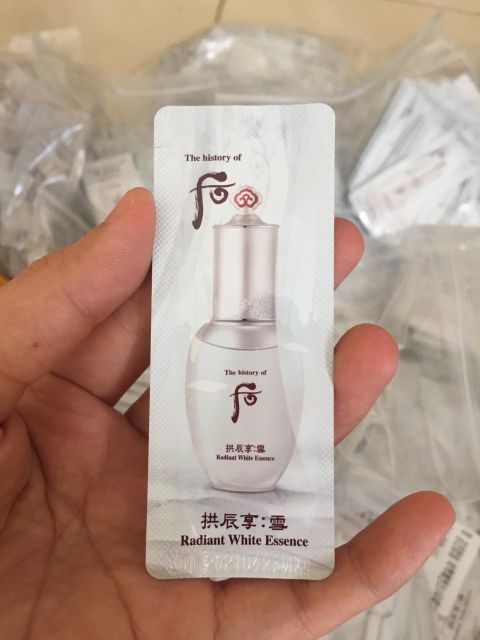 The history of
后
The history of
后
拱辰享:雪
Radiant White Essence
拱辰享:雪
Radiant White Essence